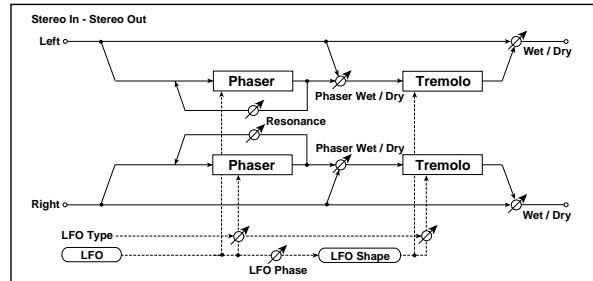 Stereo In - Stereo Out
Left
Wet / Dry
Phaser
Tremolo
Phaser Wet / Dry
Resonance
Phaser Wet / Dry
Phaser
Tremolo
Right
Wet / Dry
LFO Type
LFO
LFO Phase
LFO Shape